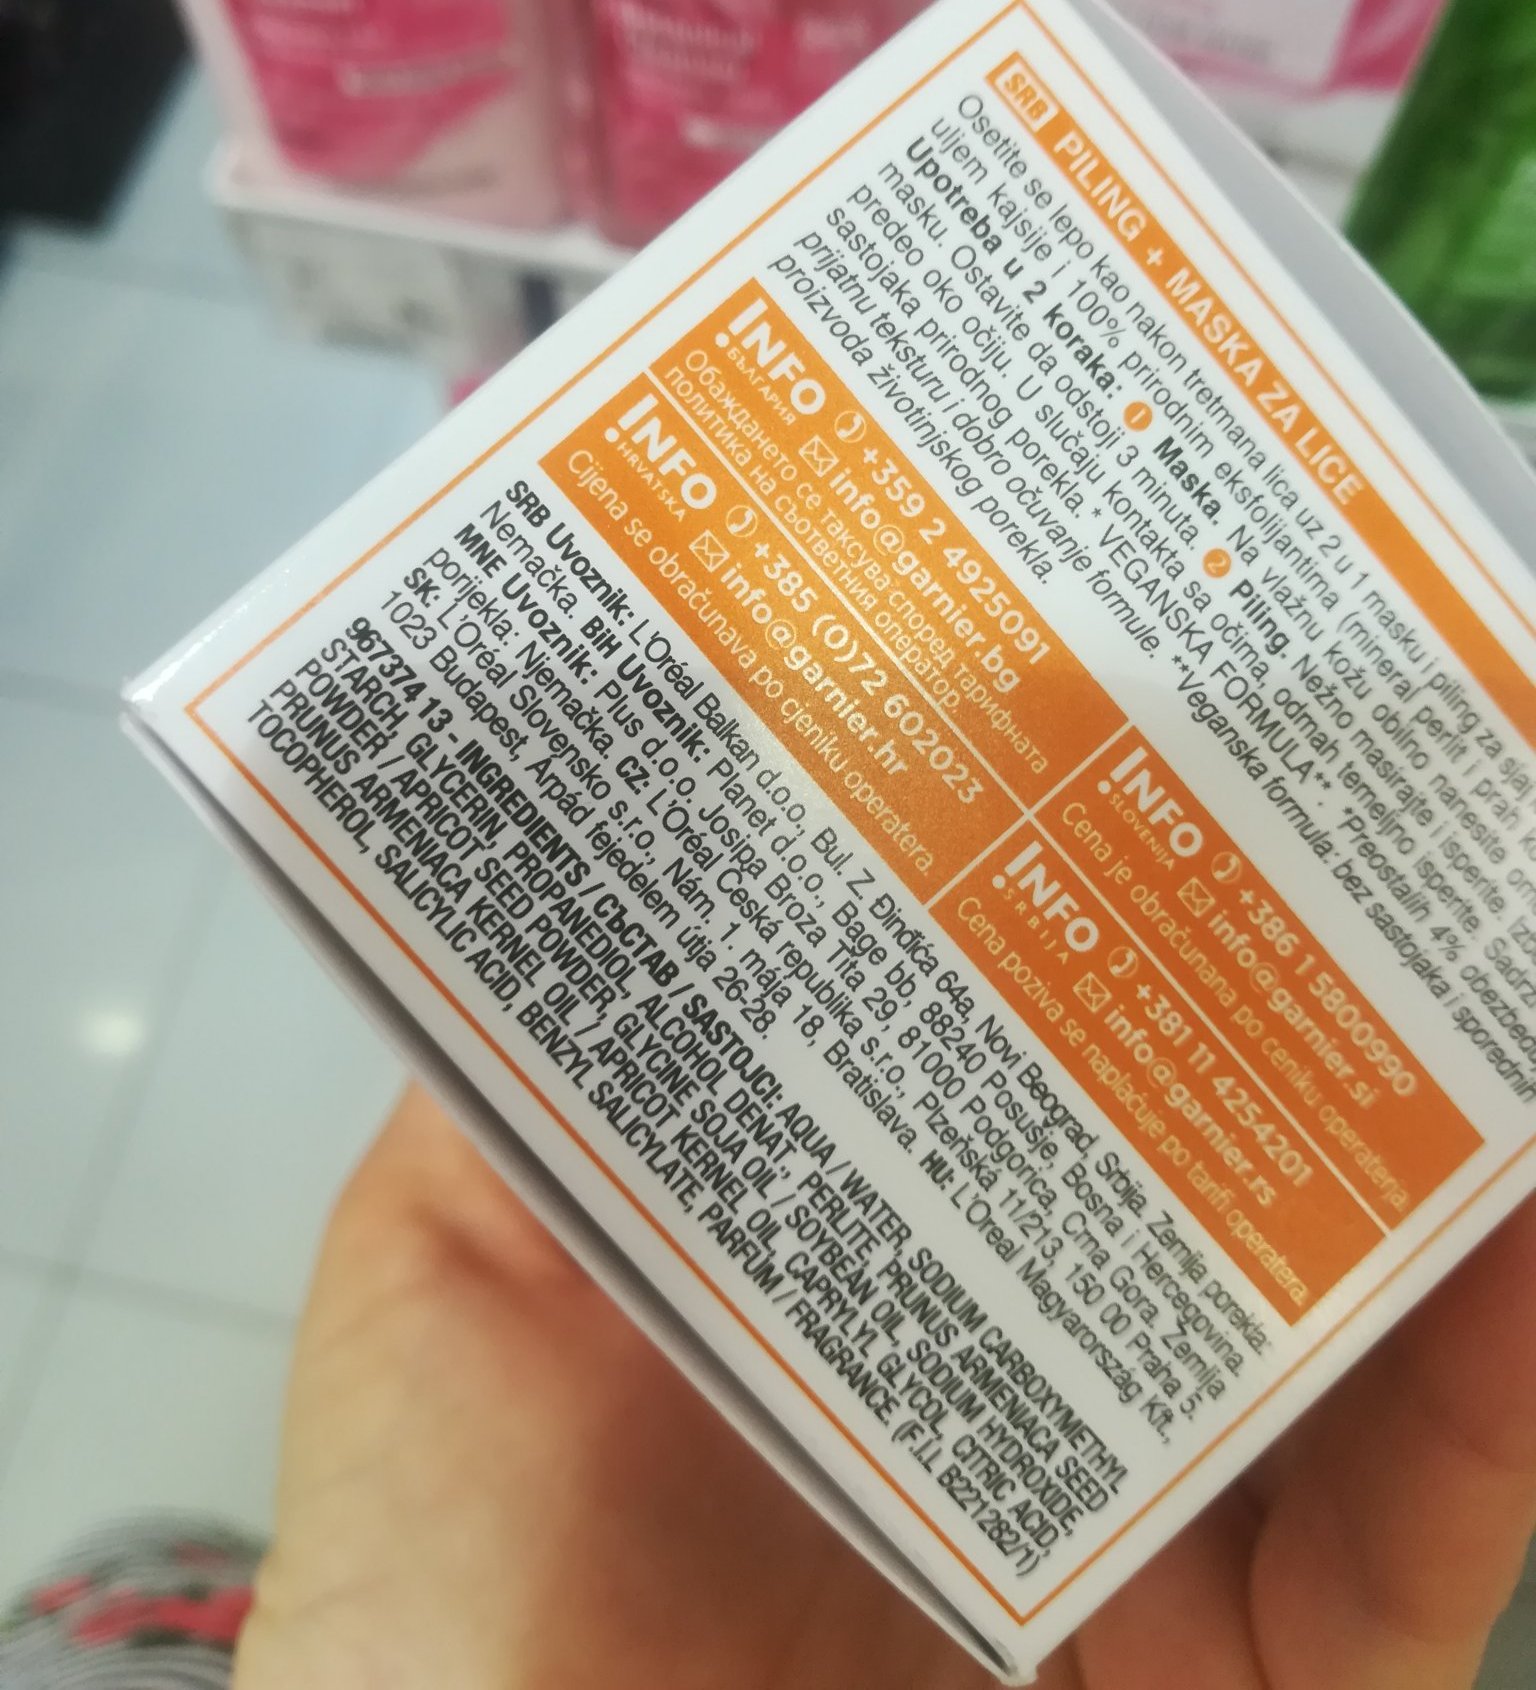 SRB PILING + MASKA ZA LICE
Osetite se lepo kao nakon tretmana lica uz 2 u 1 masku i piling za sjaj
uljem kajsije i 100% prirodnim eksfolijantima (mineral perlit i prah
Upotreba u 2 koraka: 1 Maska. Na vlažnu kožu obilno nanesite
masku. Ostavite da odstoji 3 minuta. 2 Piling. Nežno masirajte i isperite.
predeo oko očiju. U slučaju kontakta sa očima, odmah temeljno isperite.
sastojaka prirodnog porekla. * VEGANSKA FORMULA**. *Preostalih 4%
prijatnu teksturu i dobro očuvanje formule. **Veganska formula: bez sastojaka i sporednih
proizvoda životinjskog porekla.
INFO БЪЛГАРИЯ +359 2 4925091
info@garnier.bg
Обаждането се таксува според тарифната
политика на съответния оператор.
INFO SLOVENIJA +386 1 5800990
info@garnier.si
Cena je obračunana po ceniku operaterja.
INFO HRVATSKA +385 (0)72 602023
info@garnier.hr
Cijena se obračunava po cjeniku operatera.
INFO SRBIJA +381 11 4254201
info@garnier.rs
Cena poziva se naplaćuje po tarifi operatera.
SRB Uvoznik: L'Oréal Balkan d.o.o., Bul. Z. Đinđića 64a, Novi Beograd, Srbija. Zemlja porekla:
Nemačka. BiH Uvoznik: Planet d.o.o., Bage bb, 88240 Posušje, Bosna i Hercegovina.
MNE Uvoznik: Plus d.o.o. Josipa Broza Tita 29, 81000 Podgorica, Crna Gora. Zemlja
porijekla: Njemačka. CZ: L'Oréal Česká republika s.r.o., Plzeňská 11/213, 150 00 Praha 5.
SK: L'Oréal Slovensko s.r.o., Nám. 1. mája 18, Bratislava. HU: L'Oreal Magyarország Kft.,
1023 Budapest, Árpád fejedelem útja 26-28.
967374 13 - INGREDIENTS / СЪСТАВ / SASTOJCI: AQUA / WATER, SODIUM CARBOXYMETHYL
STARCH, GLYCERIN, PROPANEDIOL, ALCOHOL DENAT., PERLITE, PRUNUS ARMENIACA SEED
POWDER / APRICOT SEED POWDER, GLYCINE SOJA OIL / SOYBEAN OIL, SODIUM HYDROXIDE,
PRUNUS ARMENIACA KERNEL OIL / APRICOT KERNEL OIL, CAPRYLYL GLYCOL, CITRIC ACID,
TOCOPHEROL, SALICYLIC ACID, BENZYL SALICYLATE, PARFUM / FRAGRANCE. (F.I.L B221282/1)